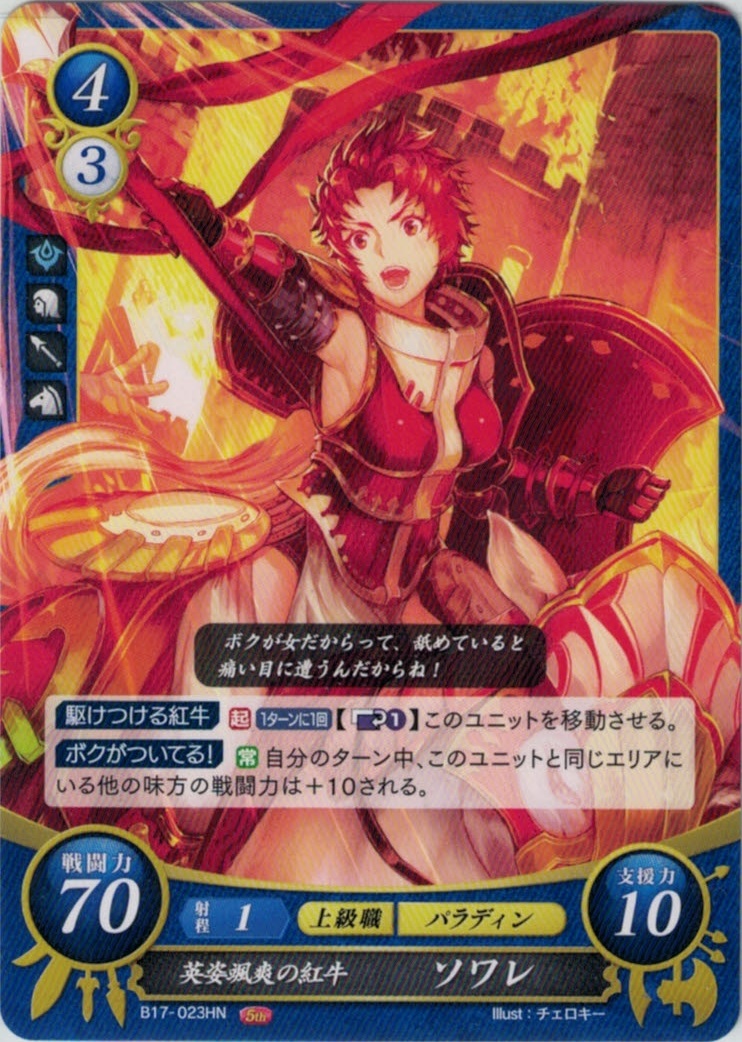 4
3
ボクが女だからって、舐めていると
痛い目に遭うんだからね！
駆けつける紅牛 起 1ターンに1回 【1】このユニットを移動させる。
ボクがついてる！ 常 自分のターン中、このユニットと同じエリアに
いる他の味方の戦闘力は＋10される。
戦闘力
70
射程 1
上級職 パラディン
支援力
10
英姿颯爽の紅牛 ソワレ
B17-023HN 5th Illust：チェロキー